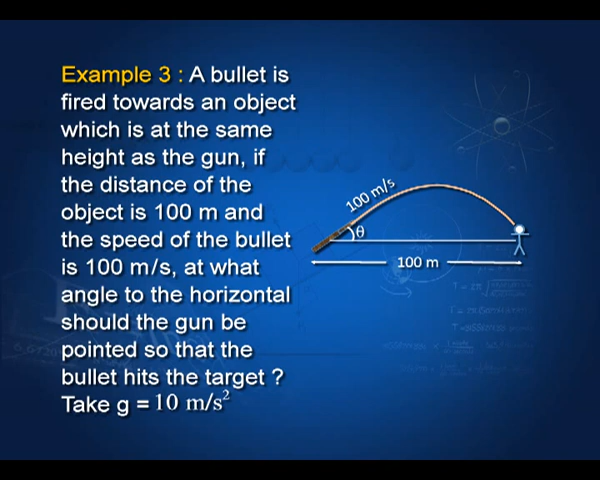 Example 3 : A bullet is
fired towards an object
which is at the same
height as the gun, if
the distance of the
object is 100 m and
the speed of the bullet
is 100 m/s, at what
angle to the horizontal
should the gun be
pointed so that the
bullet hits the target ?
Take g = 10 m/s²
100 m/s
θ
100 m